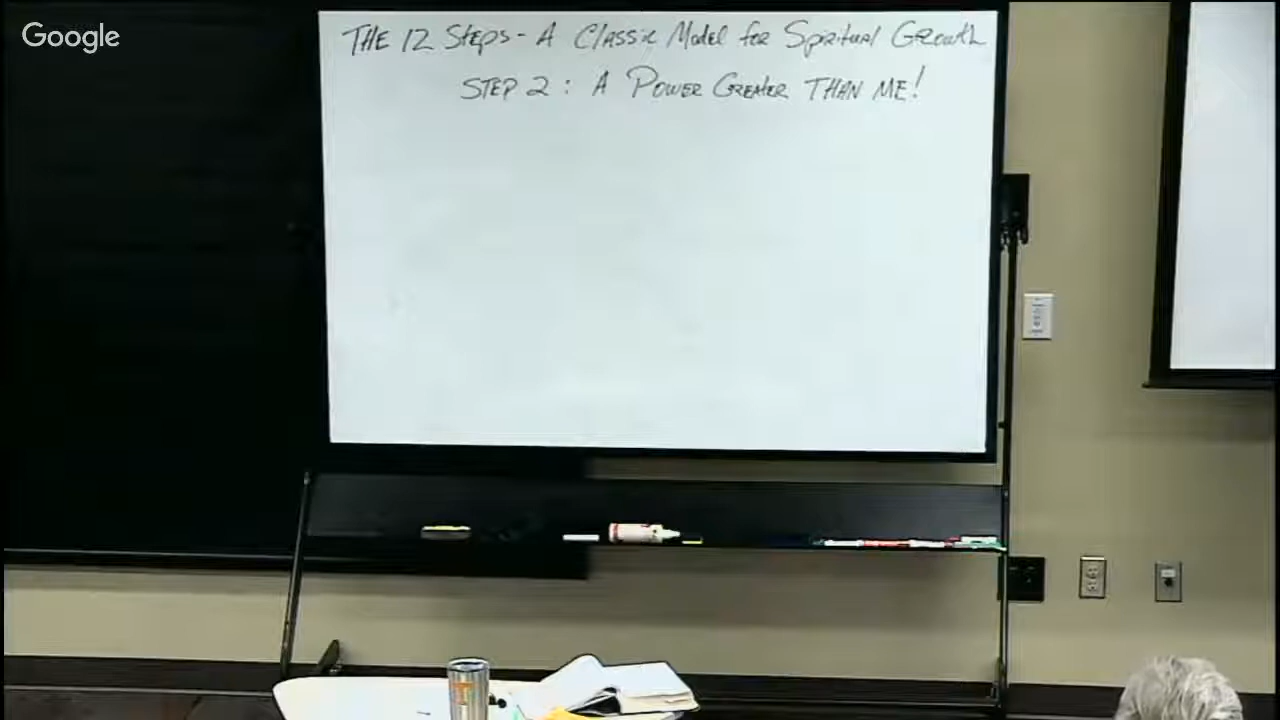 Google
THE 12 Steps - A Classic Model for Spiritual Growth
STEP 2: A POWER GREATER THAN ME!
T